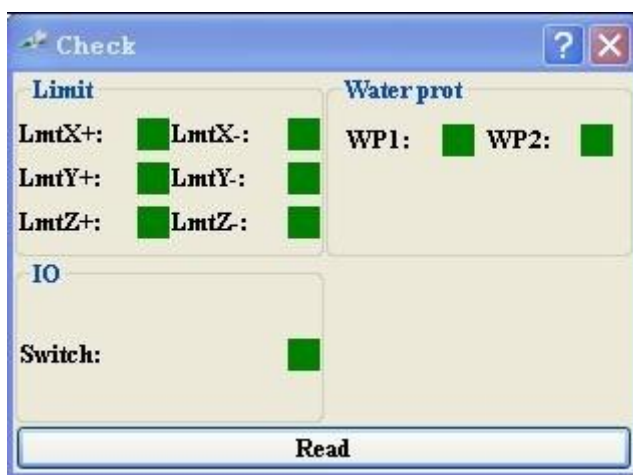 Check
Limit
LmtX+: LmtX-:
LmtY+: LmtY-:
LmtZ+: LmtZ-:
Water prot
WP1: WP2:
IO
Switch:
Read